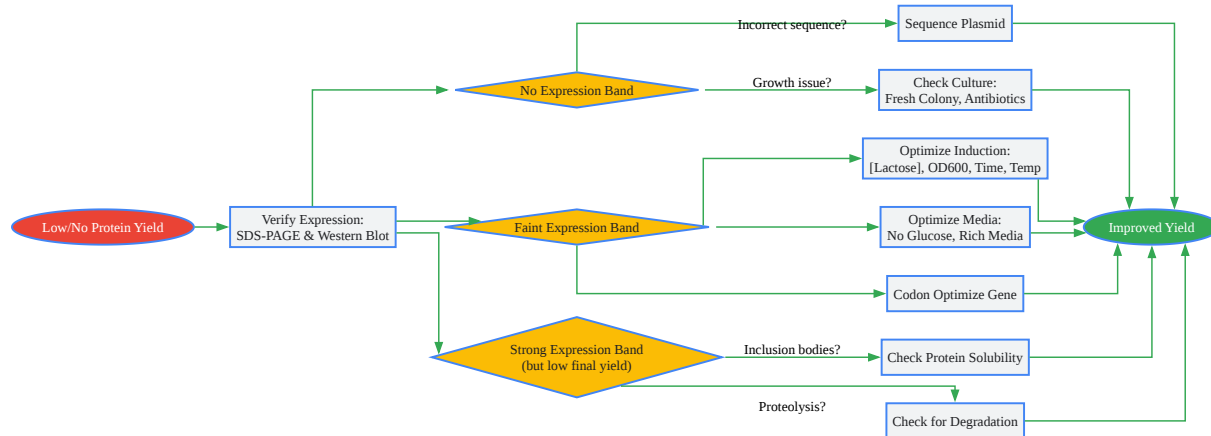 Incorrect sequence?
Sequence Plasmid
No Expression Band
Growth issue?
Check Culture:
Fresh Colony, Antibiotics
Optimize Induction:
[Lactose], OD600, Time, Temp
Low/No Protein Yield
Verify Expression:
SDS-PAGE & Western Blot
Faint Expression Band
Optimize Media:
No Glucose, Rich Media
Improved Yield
Codon Optimize Gene
Strong Expression Band
(but low final yield)
Inclusion bodies?
Check Protein Solubility
Proteolysis?
Check for Degradation